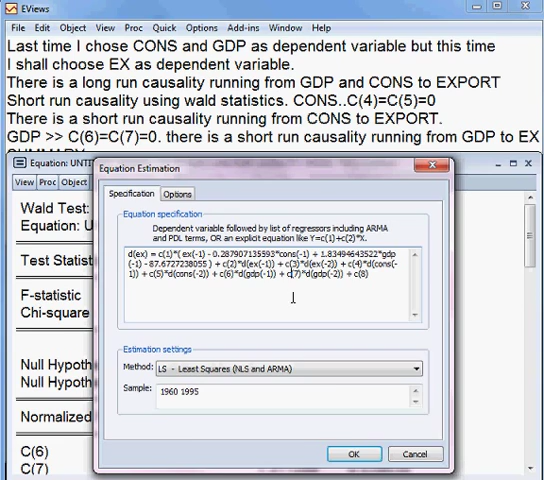 EViews
File Edit Object View Proc Quick Options Add-ins Window Help
Last time I chose CONS and GDP as dependent variable but this time
I shall choose EX as dependent variable.
There is a long run causality running from GDP and CONS to EXPORT
Short run causality using wald statistics. CONS..C(4)=C(5)=0
There is a short run causality running from CONS to EXPORT.
GDP >> C(6)=C(7)=0. there is a short run causality running from GDP to EX
Equation: UNTI
View Proc Object
Equation Estimation
Specification Options
Equation specification
Dependent variable followed by list of regressors including ARMA
and PDL terms, OR an explicit equation like Y=c(1)+c(2)*X.
d(ex) = c(1)*( ex(-1) - 0.287907135593*cons(-1) + 1.83494643522*gdp
(-1) - 87.6727238055 ) + c(2)*d(ex(-1)) + c(3)*d(ex(-2)) + c(4)*d(cons(-
1)) + c(5)*d(cons(-2)) + c(6)*d(gdp(-1)) + c(7)*d(gdp(-2)) + c(8)
Estimation settings
Method: LS - Least Squares (NLS and ARMA)
Sample: 1960 1995
OK Cancel
Wald Test:
Equation: U
Test Statist
F-statistic
Chi-square
Null Hypoth
Null Hypoth
Normalized
C(6)
C(7)